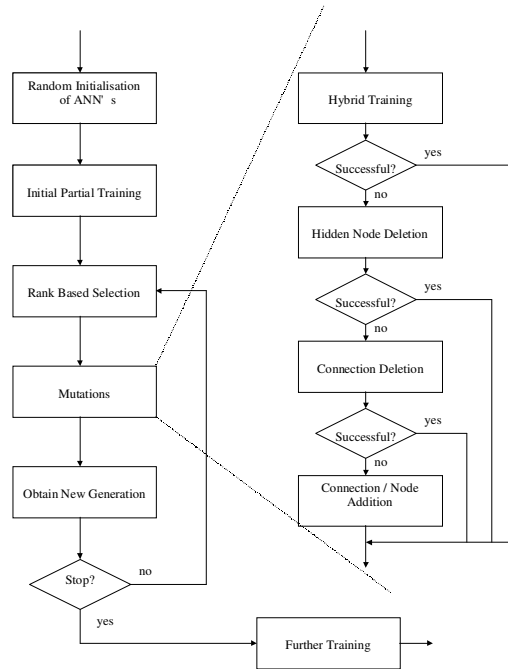 Random Initialisation
of ANN' s
Initial Partial Training
Rank Based Selection
Mutations
Obtain New Generation
Stop?
no
yes
Further Training
Hybrid Training
Successful?
yes
no
Hidden Node Deletion
Successful?
yes
no
Connection Deletion
Successful?
yes
no
Connection / Node
Addition